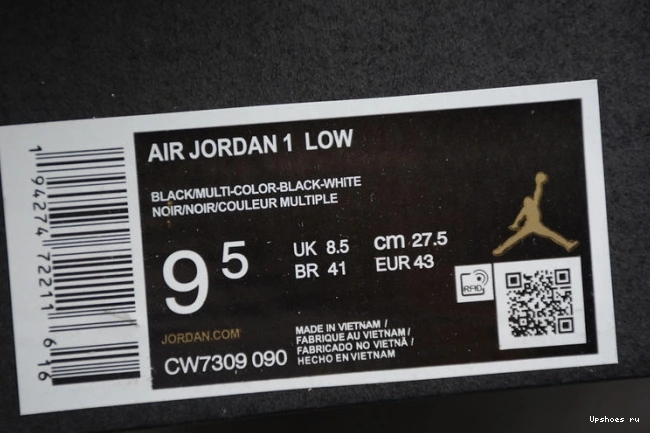 AIR JORDAN 1 LOW
BLACK/MULTI-COLOR-BLACK-WHITE
NOIR/NOIR/COULEUR MULTIPLE
9 5
UK 8.5
BR 41
cm 27.5
EUR 43
RFID
JORDAN.COM
CW7309 090
MADE IN VIETNAM /
FABRIQUE AU VIETNAM /
FABRICADO NO VIETNÃ /
HECHO EN VIETNAM
1 94274 72211 6 16
Upshoes ru